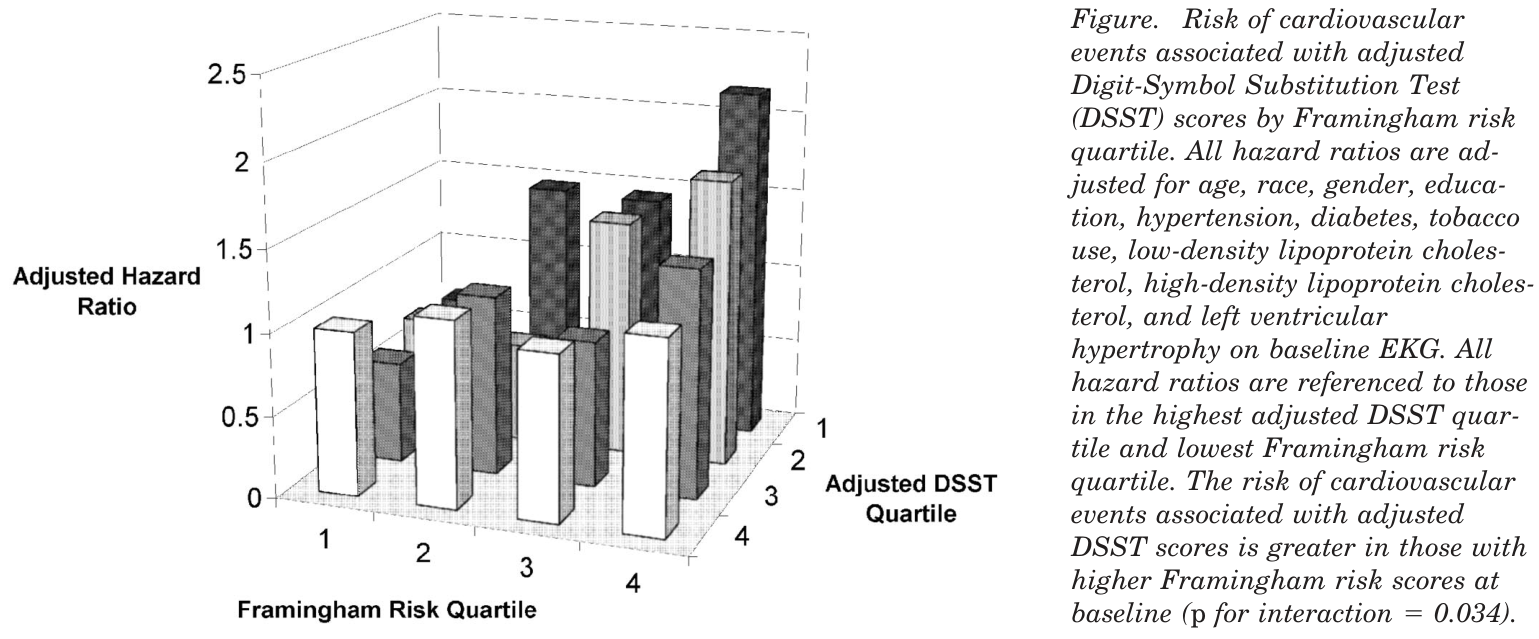 2.5
2
1.5
1
0.5
0
Adjusted Hazard
Ratio
1
2
3
4
Framingham Risk Quartile
1
2
3
4
Adjusted DSST
Quartile
Figure. Risk of cardiovascular
events associated with adjusted
Digit-Symbol Substitution Test
(DSST) scores by Framingham risk
quartile. All hazard ratios are ad-
justed for age, race, gender, educa-
tion, hypertension, diabetes, tobacco
use, low-density lipoprotein choles-
terol, high-density lipoprotein choles-
terol, and left ventricular
hypertrophy on baseline EKG. All
hazard ratios are referenced to those
in the highest adjusted DSST quar-
tile and lowest Framingham risk
quartile. The risk of cardiovascular
events associated with adjusted
DSST scores is greater in those with
higher Framingham risk scores at
baseline (p for interaction = 0.034).